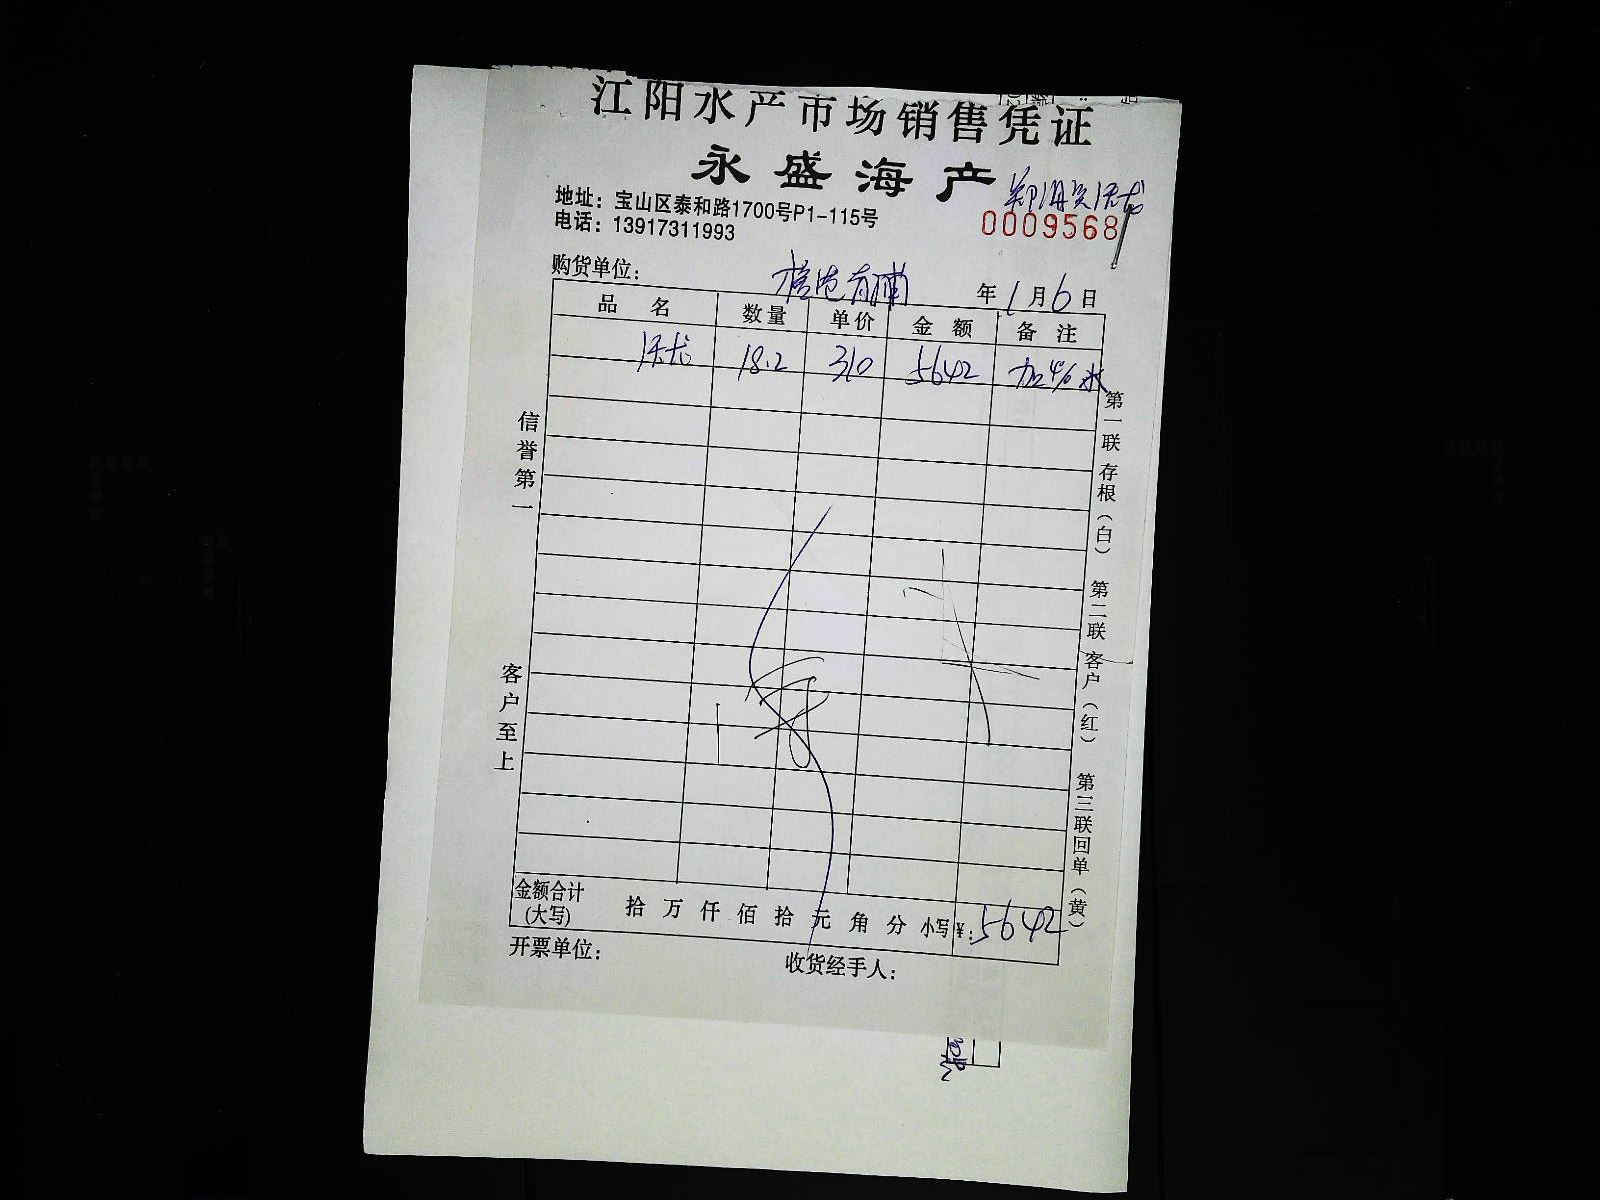 江阳水产市场销售凭证
永盛海产
地址：宝山区泰和路1700号P1-115号
电话：13917311993
0009568
购货单位： 年 1 月 6 日
品 名 数量 单价 金 额 备 注
18.2 310 5642 加4% 水
信誉第一
客户至上
第一联 存根（白） 第二联 客户（红） 第三联 回单（黄）
金额合计（大写） 拾 万 仟 佰 拾 元 角 分 小写¥：5642
开票单位： 收货经手人：